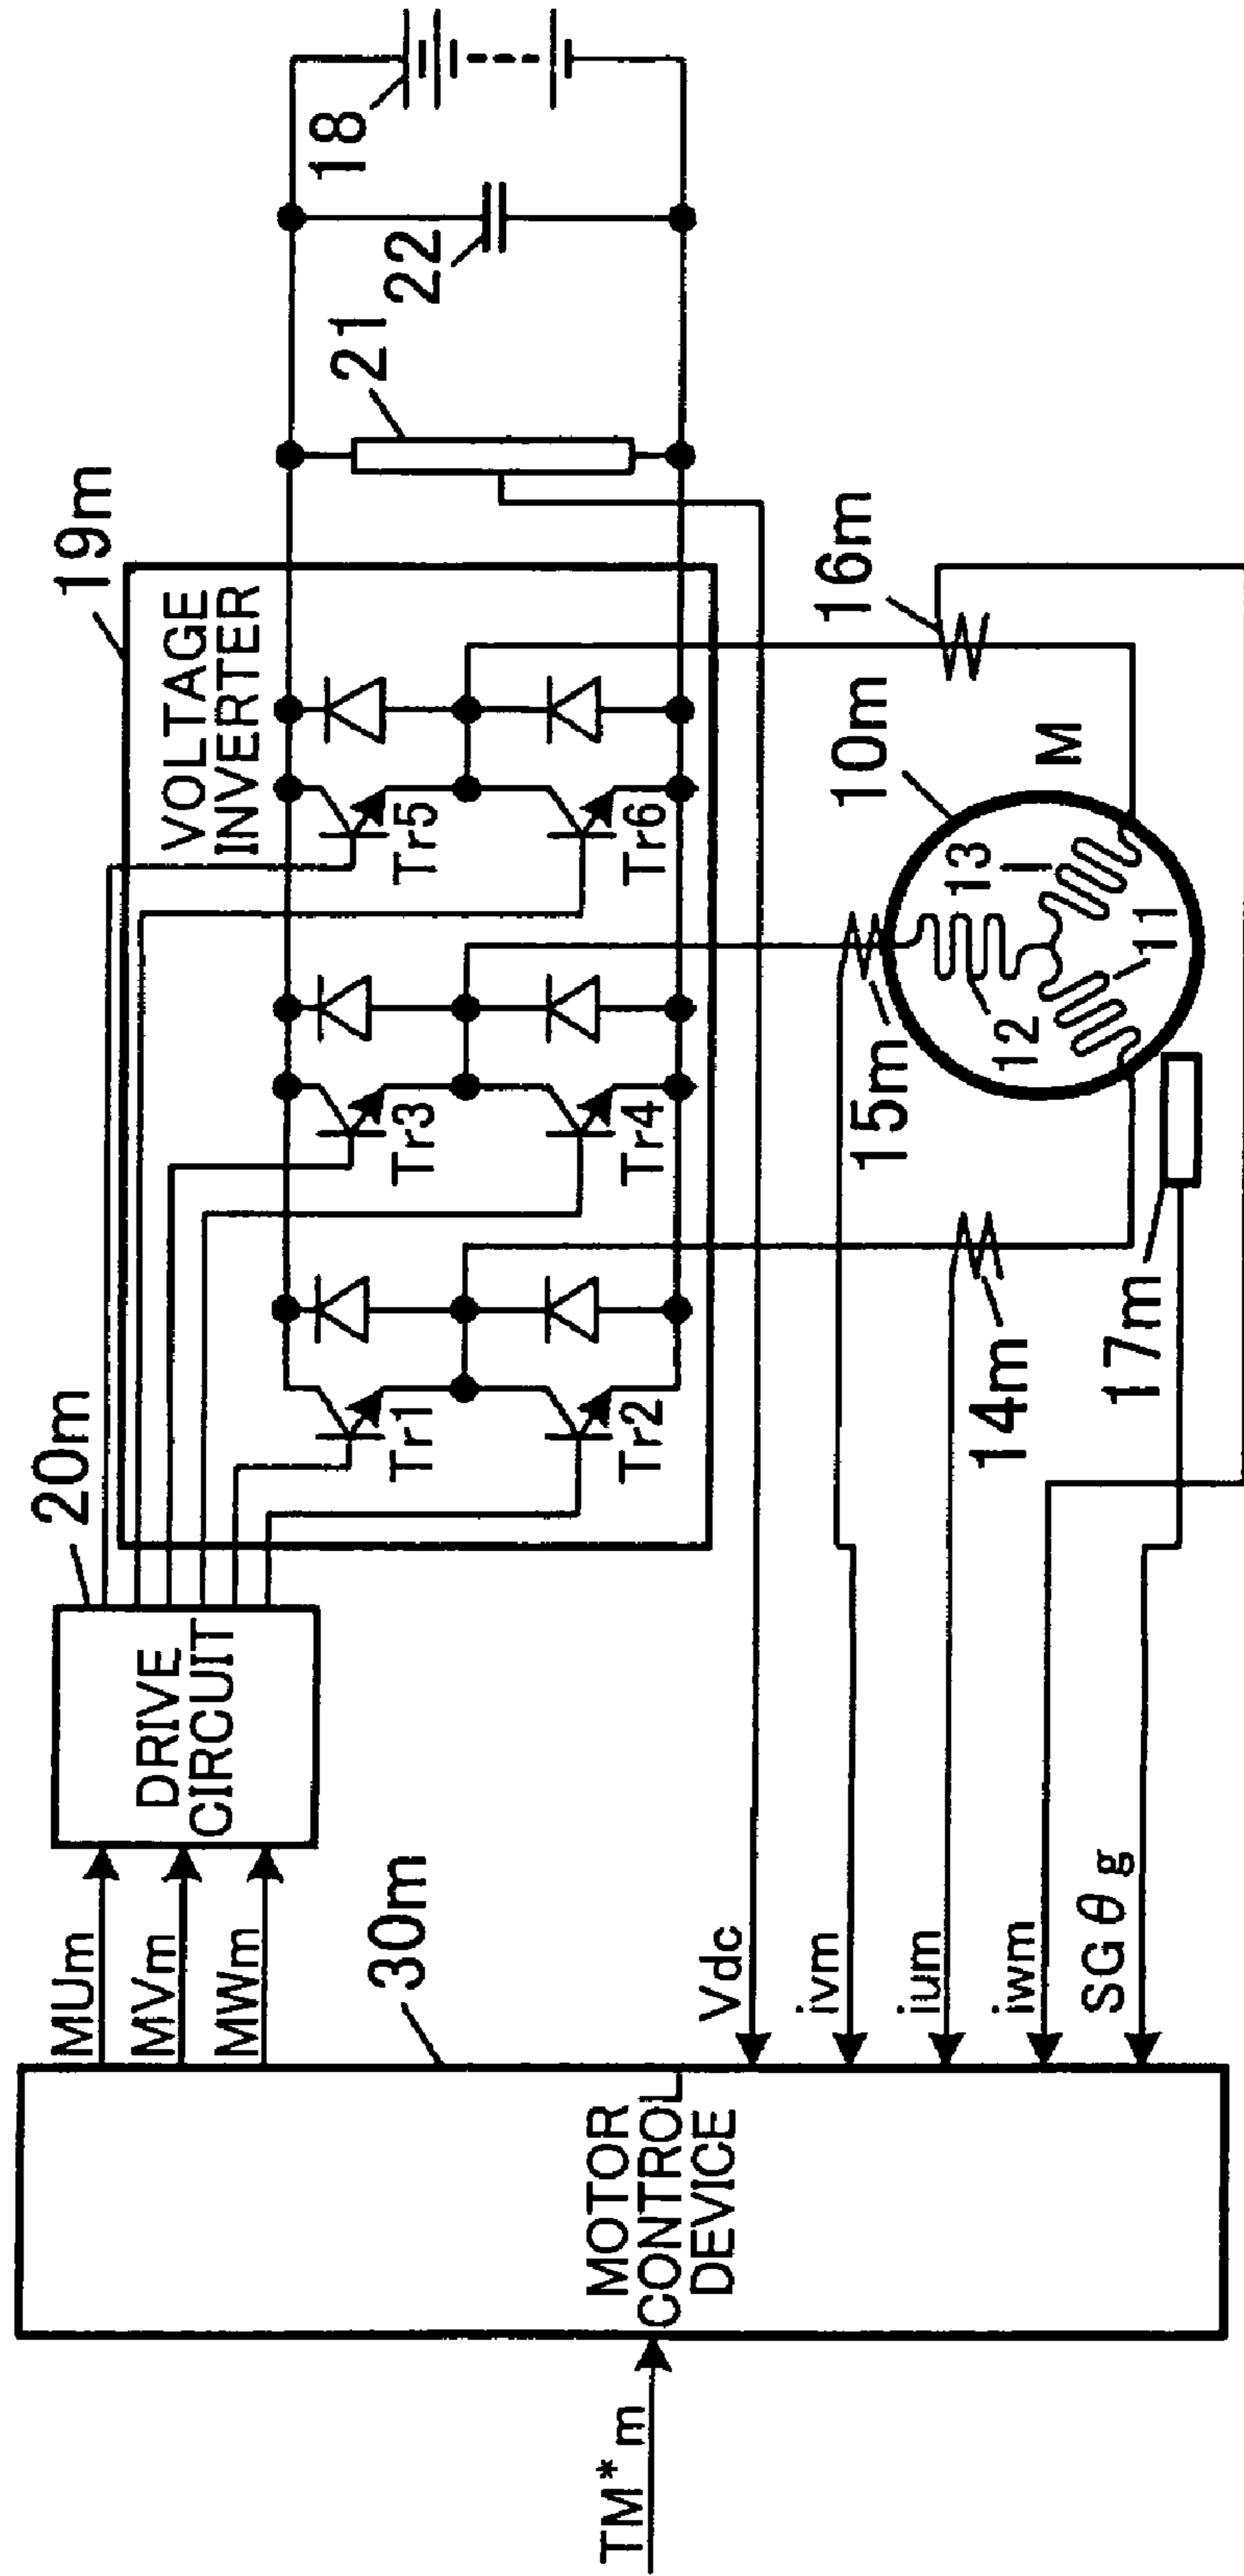 TM*m
MOTOR
CONTROL
DEVICE
30m
MUm
MVm
MWm
DRIVE
CIRCUIT
20m
19m
VOLTAGE
INVERTER
Tr1
Tr3
Tr5
Tr2
Tr4
Tr6
21
22
18
Vdc
ivm
ium
iwm
SGθg
14m
15m
16m
17m
10m
M
11
12
13